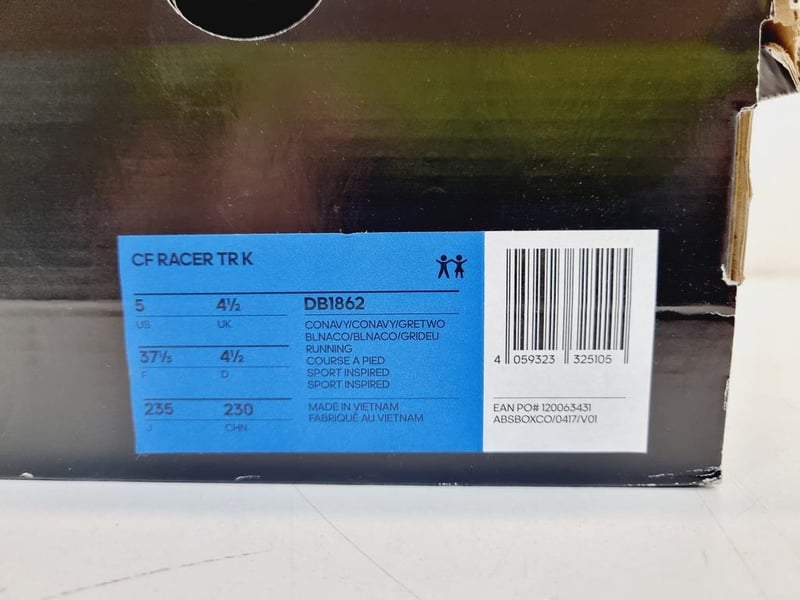 CF RACER TR K
5 4½
US UK
37⅓ 4½
F D
235 230
J CHN
DB1862
CONAVY/CONAVY/GRETWO
BLNACO/BLNACO/GRIDEU
RUNNING
COURSE A PIED
SPORT INSPIRED
SPORT INSPIRED
MADE IN VIETNAM
FABRIQUÉ AU VIETNAM
4 059323 325105
EAN PO# 120063431
ABSBOXCO/0417/V01